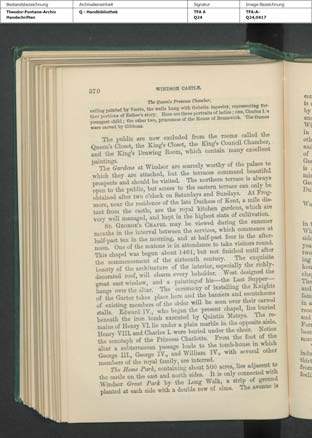 Bestandsbezeichnung Archivalieneinheit Signatur Image-Bezeichnung
Theodor-Fontane-Archiv Q - Handbibliothek TFA A TFA-A-
Handschriften Q24 Q24,0417
370 WINDSOR CASTLE.
The Queen's Presence Chamber,
ceiling painted by Verrio, the walls hung with Gobelin tapestry, representing further
portions of Esther's story. Here are three portraits of ladies: one, Charles I.'s
youngest child; the other two, princesses of the House of Brunswick. The frames
were carved by Gibbons.
The public are now excluded from the rooms called the
Queen's Closet, the King's Closet, the King's Council Chamber,
and the King's Drawing Room, which contain many excellent
paintings.
The Gardens at Windsor are scarcely worthy of the palace to
which they are attached, but the terraces command beautiful
prospects and should be visited. The northern terrace is always
open to the public, but access to the eastern terrace can only be
obtained after two o'clock on Saturdays and Sundays. At Frogmore,
near the residence of the late Duchess of Kent, a mile distant
from the castle, are the royal kitchen gardens, which are
very well managed, and kept in the highest state of cultivation.
St. George's Chapel may be viewed during the summer
months in the interval between the services, which commence at
half-past ten in the morning, and at half-past four in the afternoon.
One of the sextons is in attendance to take visitors round.
This chapel was begun about 1461, but not finished until after
the commencement of the sixteenth century. The exquisite
beauty of the architecture of the interior, especially the richly-
decorated roof, will charm every beholder. West designed the
great east window, and a painting of his—the Last Supper—
hangs over the altar. The ceremony of installing the Knights
of the Garter takes place here and the banners and escutcheons
of existing members of the order will be seen over their carved
stalls. Edward IV., who began the present chapel, lies buried
beneath the iron tomb executed by Quintin Matsys. The remains
of Henry VI. lie under a plain marble in the opposite aisle.
Henry VIII. and Charles I. were buried under the choir. Notice
the cenotaph of the Princess Charlotte. From the foot of the
altar a subterranean passage leads to the tomb-house in which
George III., George IV., and William IV., with several other
members of the royal family, are interred.
The Home Park, containing about 500 acres, lies adjacent to
the castle on the east and north sides. It is only connected with
Windsor Great Park by the Long Walk, a strip of ground
planted at each side with a double row of elms. The avenue is